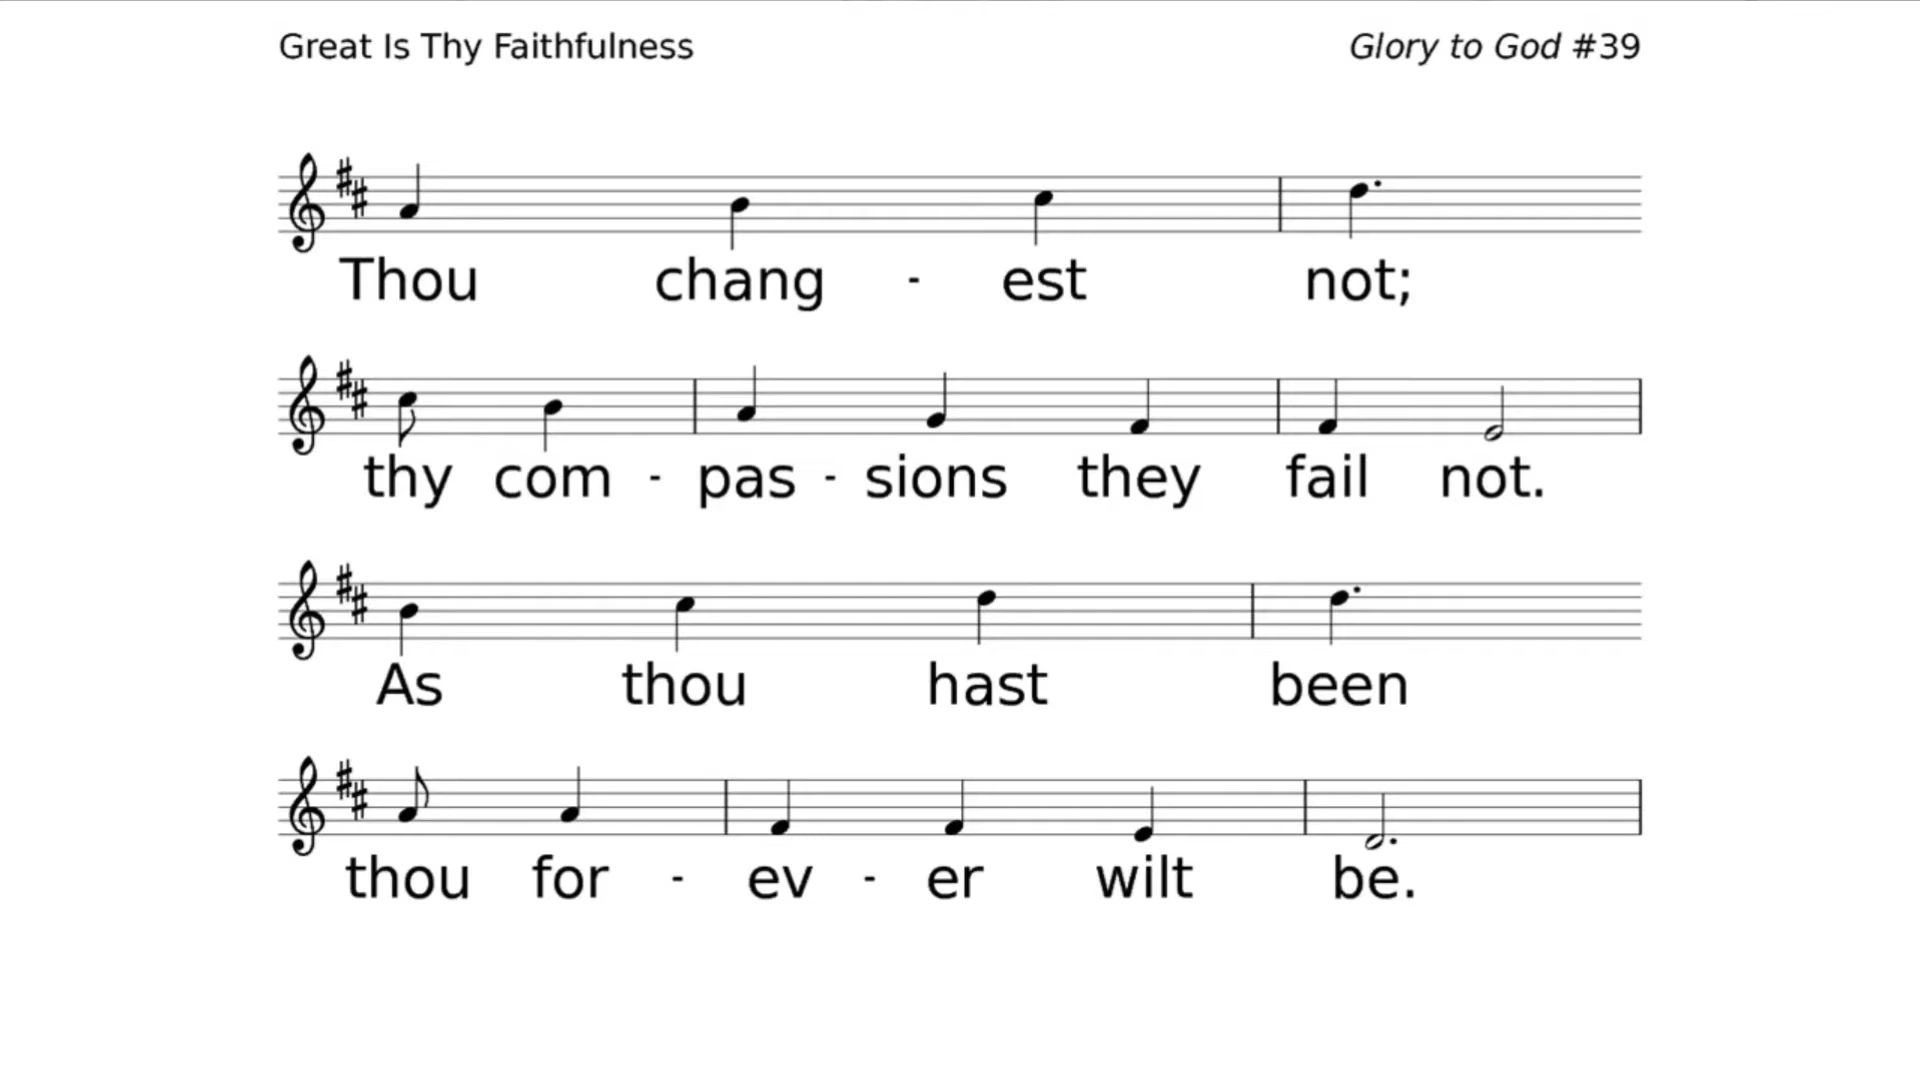 Great Is Thy Faithfulness Glory to God #39
Thou chang - est not;
thy com - pas - sions they fail not.
As thou hast been
thou for - ev - er wilt be.